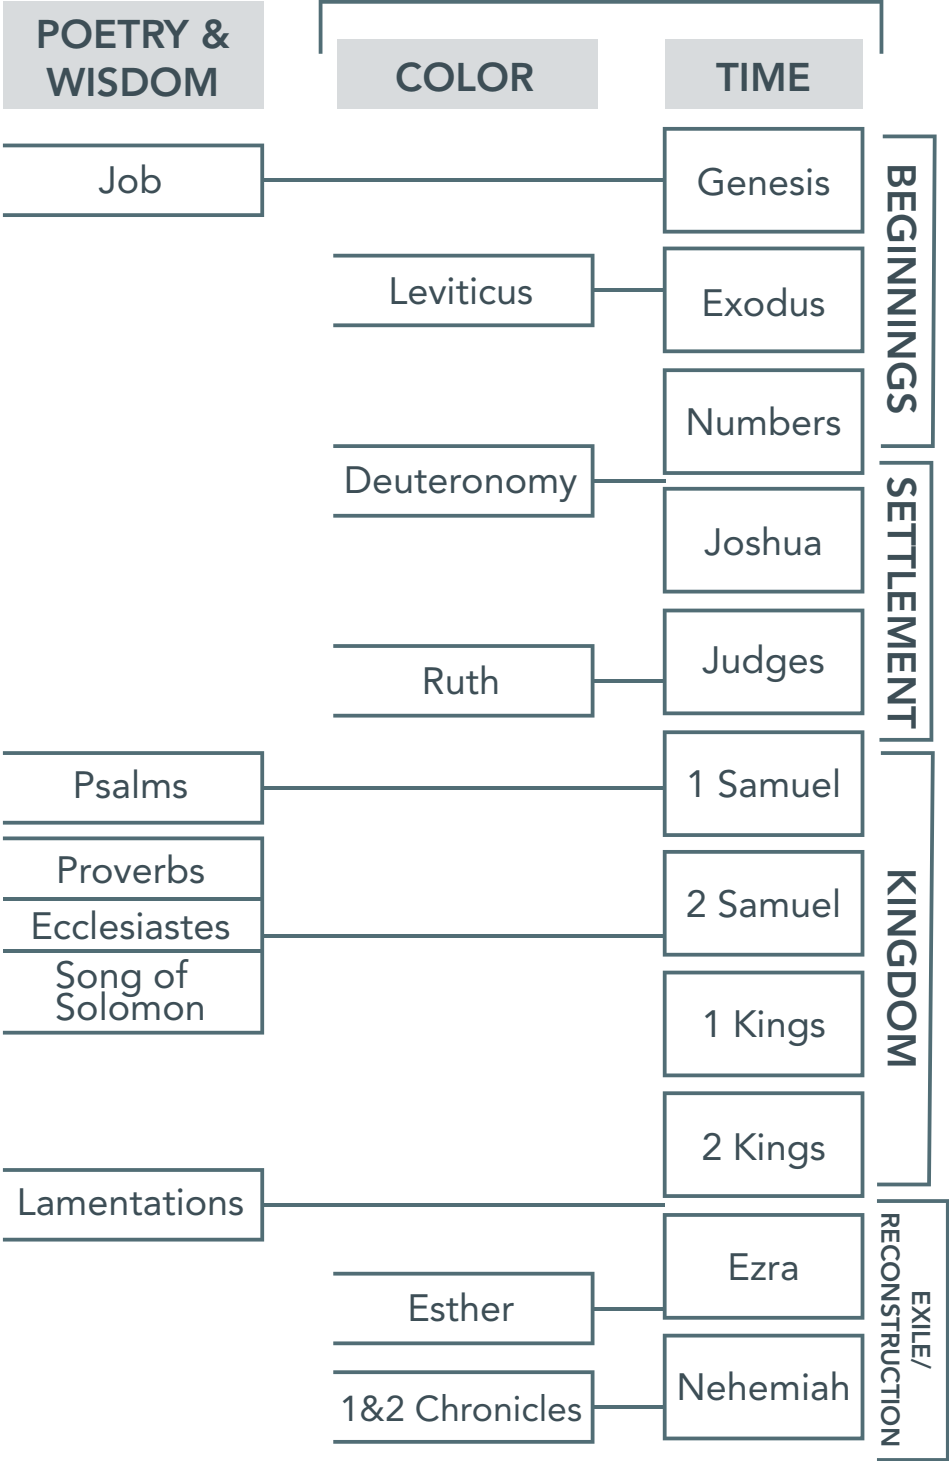 POETRY &
WISDOM
COLOR
TIME
Job
Genesis
Leviticus
Exodus
Numbers
BEGINNINGS
Deuteronomy
Joshua
Ruth
Judges
SETTLEMENT
Psalms
1 Samuel
Proverbs
Ecclesiastes
Song of
Solomon
2 Samuel
1 Kings
2 Kings
KINGDOM
Lamentations
Ezra
Esther
Nehemiah
1&2 Chronicles
EXILE/
RECONSTRUCTION